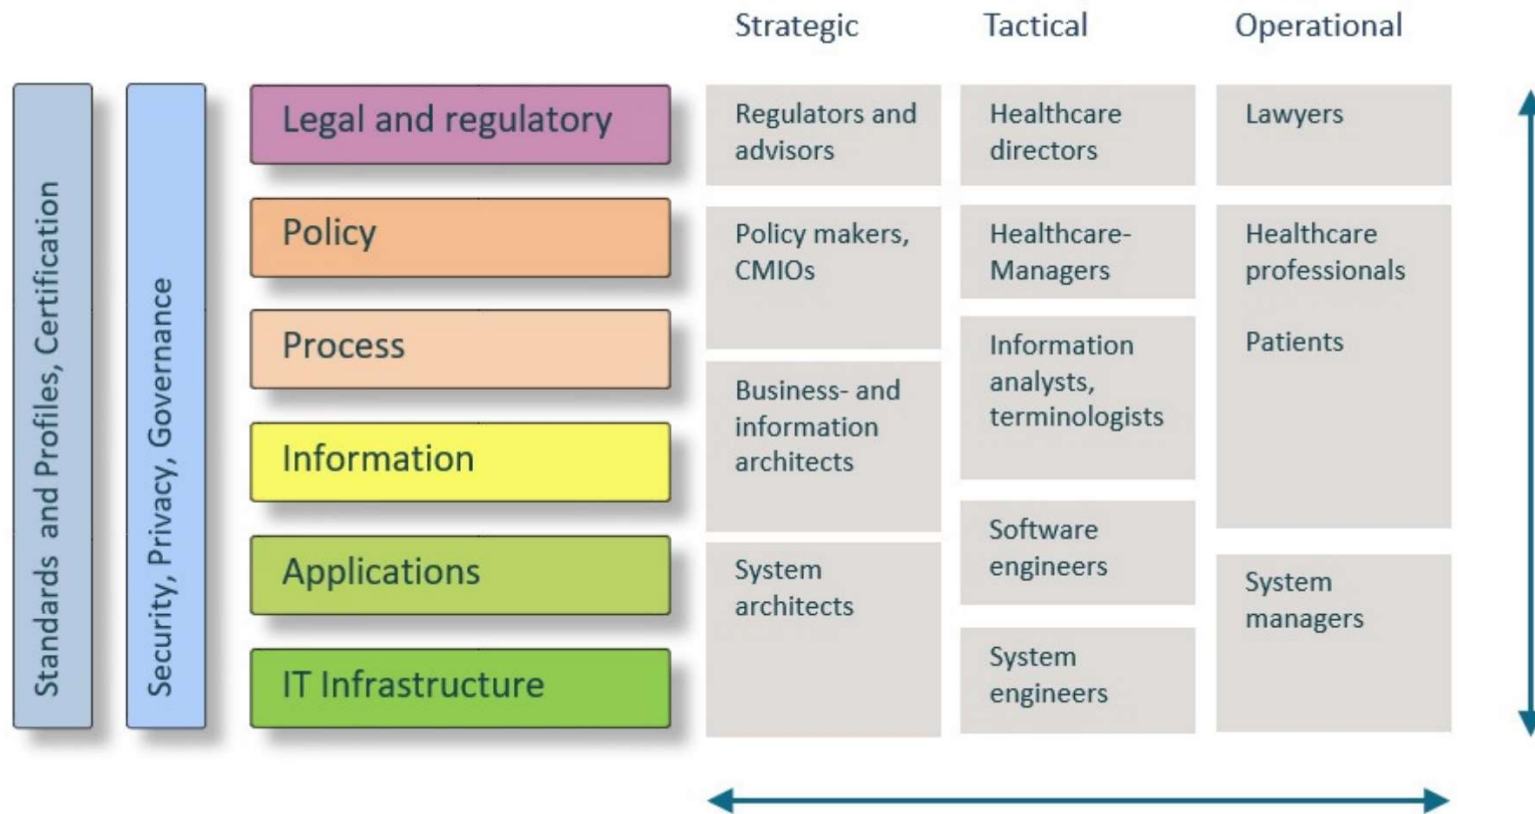 Strategic
Tactical
Operational
Standards and Profiles, Certification
Security, Privacy, Governance
Legal and regulatory
Policy
Process
Information
Applications
IT Infrastructure
Regulators and
advisors
Policy makers,
CMIOs
Business- and
information
architects
System
architects
Healthcare
directors
Healthcare-
Managers
Information
analysts,
terminologists
Software
engineers
System
engineers
Lawyers
Healthcare
professionals
Patients
System
managers